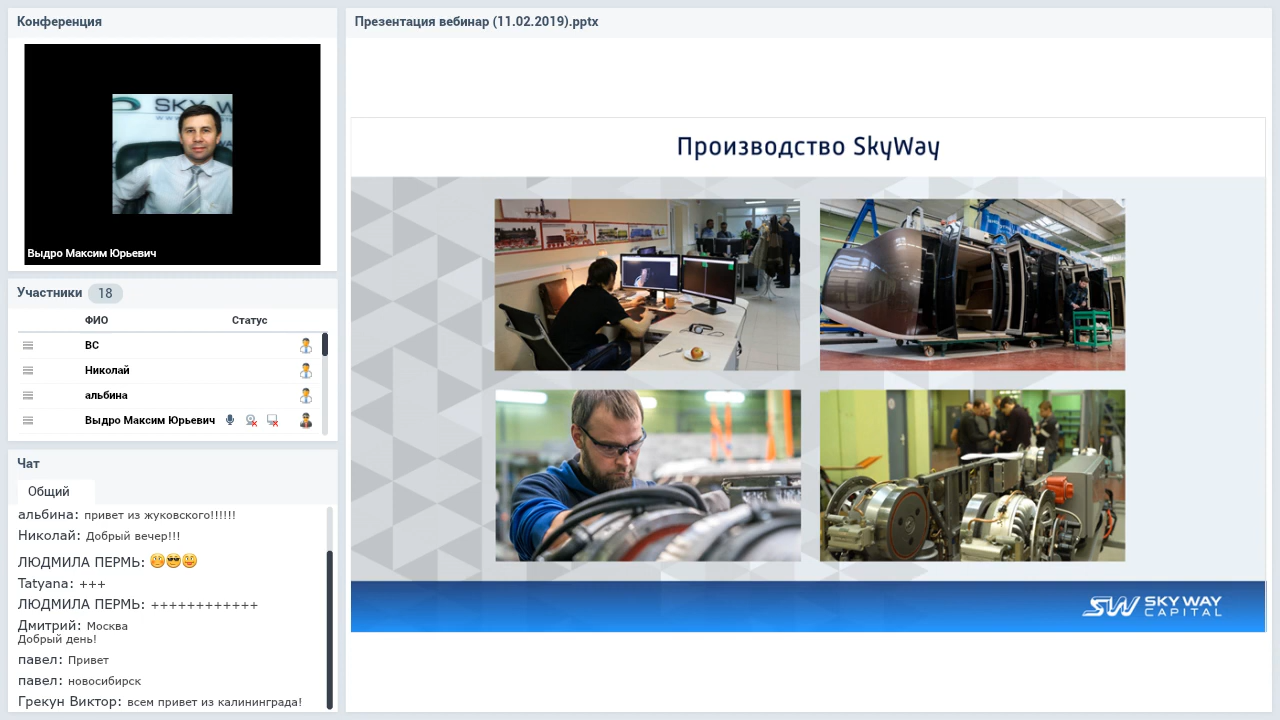 Конференция
Выдро Максим Юрьевич
Участники 18
ФИО Статус
ВС
Николай
альбина
Выдро Максим Юрьевич
Чат
Общий
альбина: привет из жуковского!!!!!!
Николай: Добрый вечер!!!
ЛЮДМИЛА ПЕРМЬ:
Tatyana: +++
ЛЮДМИЛА ПЕРМЬ: ++++++++++++
Дмитрий: Москва
Добрый день!
павел: Привет
павел: новосибирск
Грекун Виктор: всем привет из калининграда!
Презентация вебинар (11.02.2019).pptx
Производство SkyWay
SW SKY WAY
CAPITAL